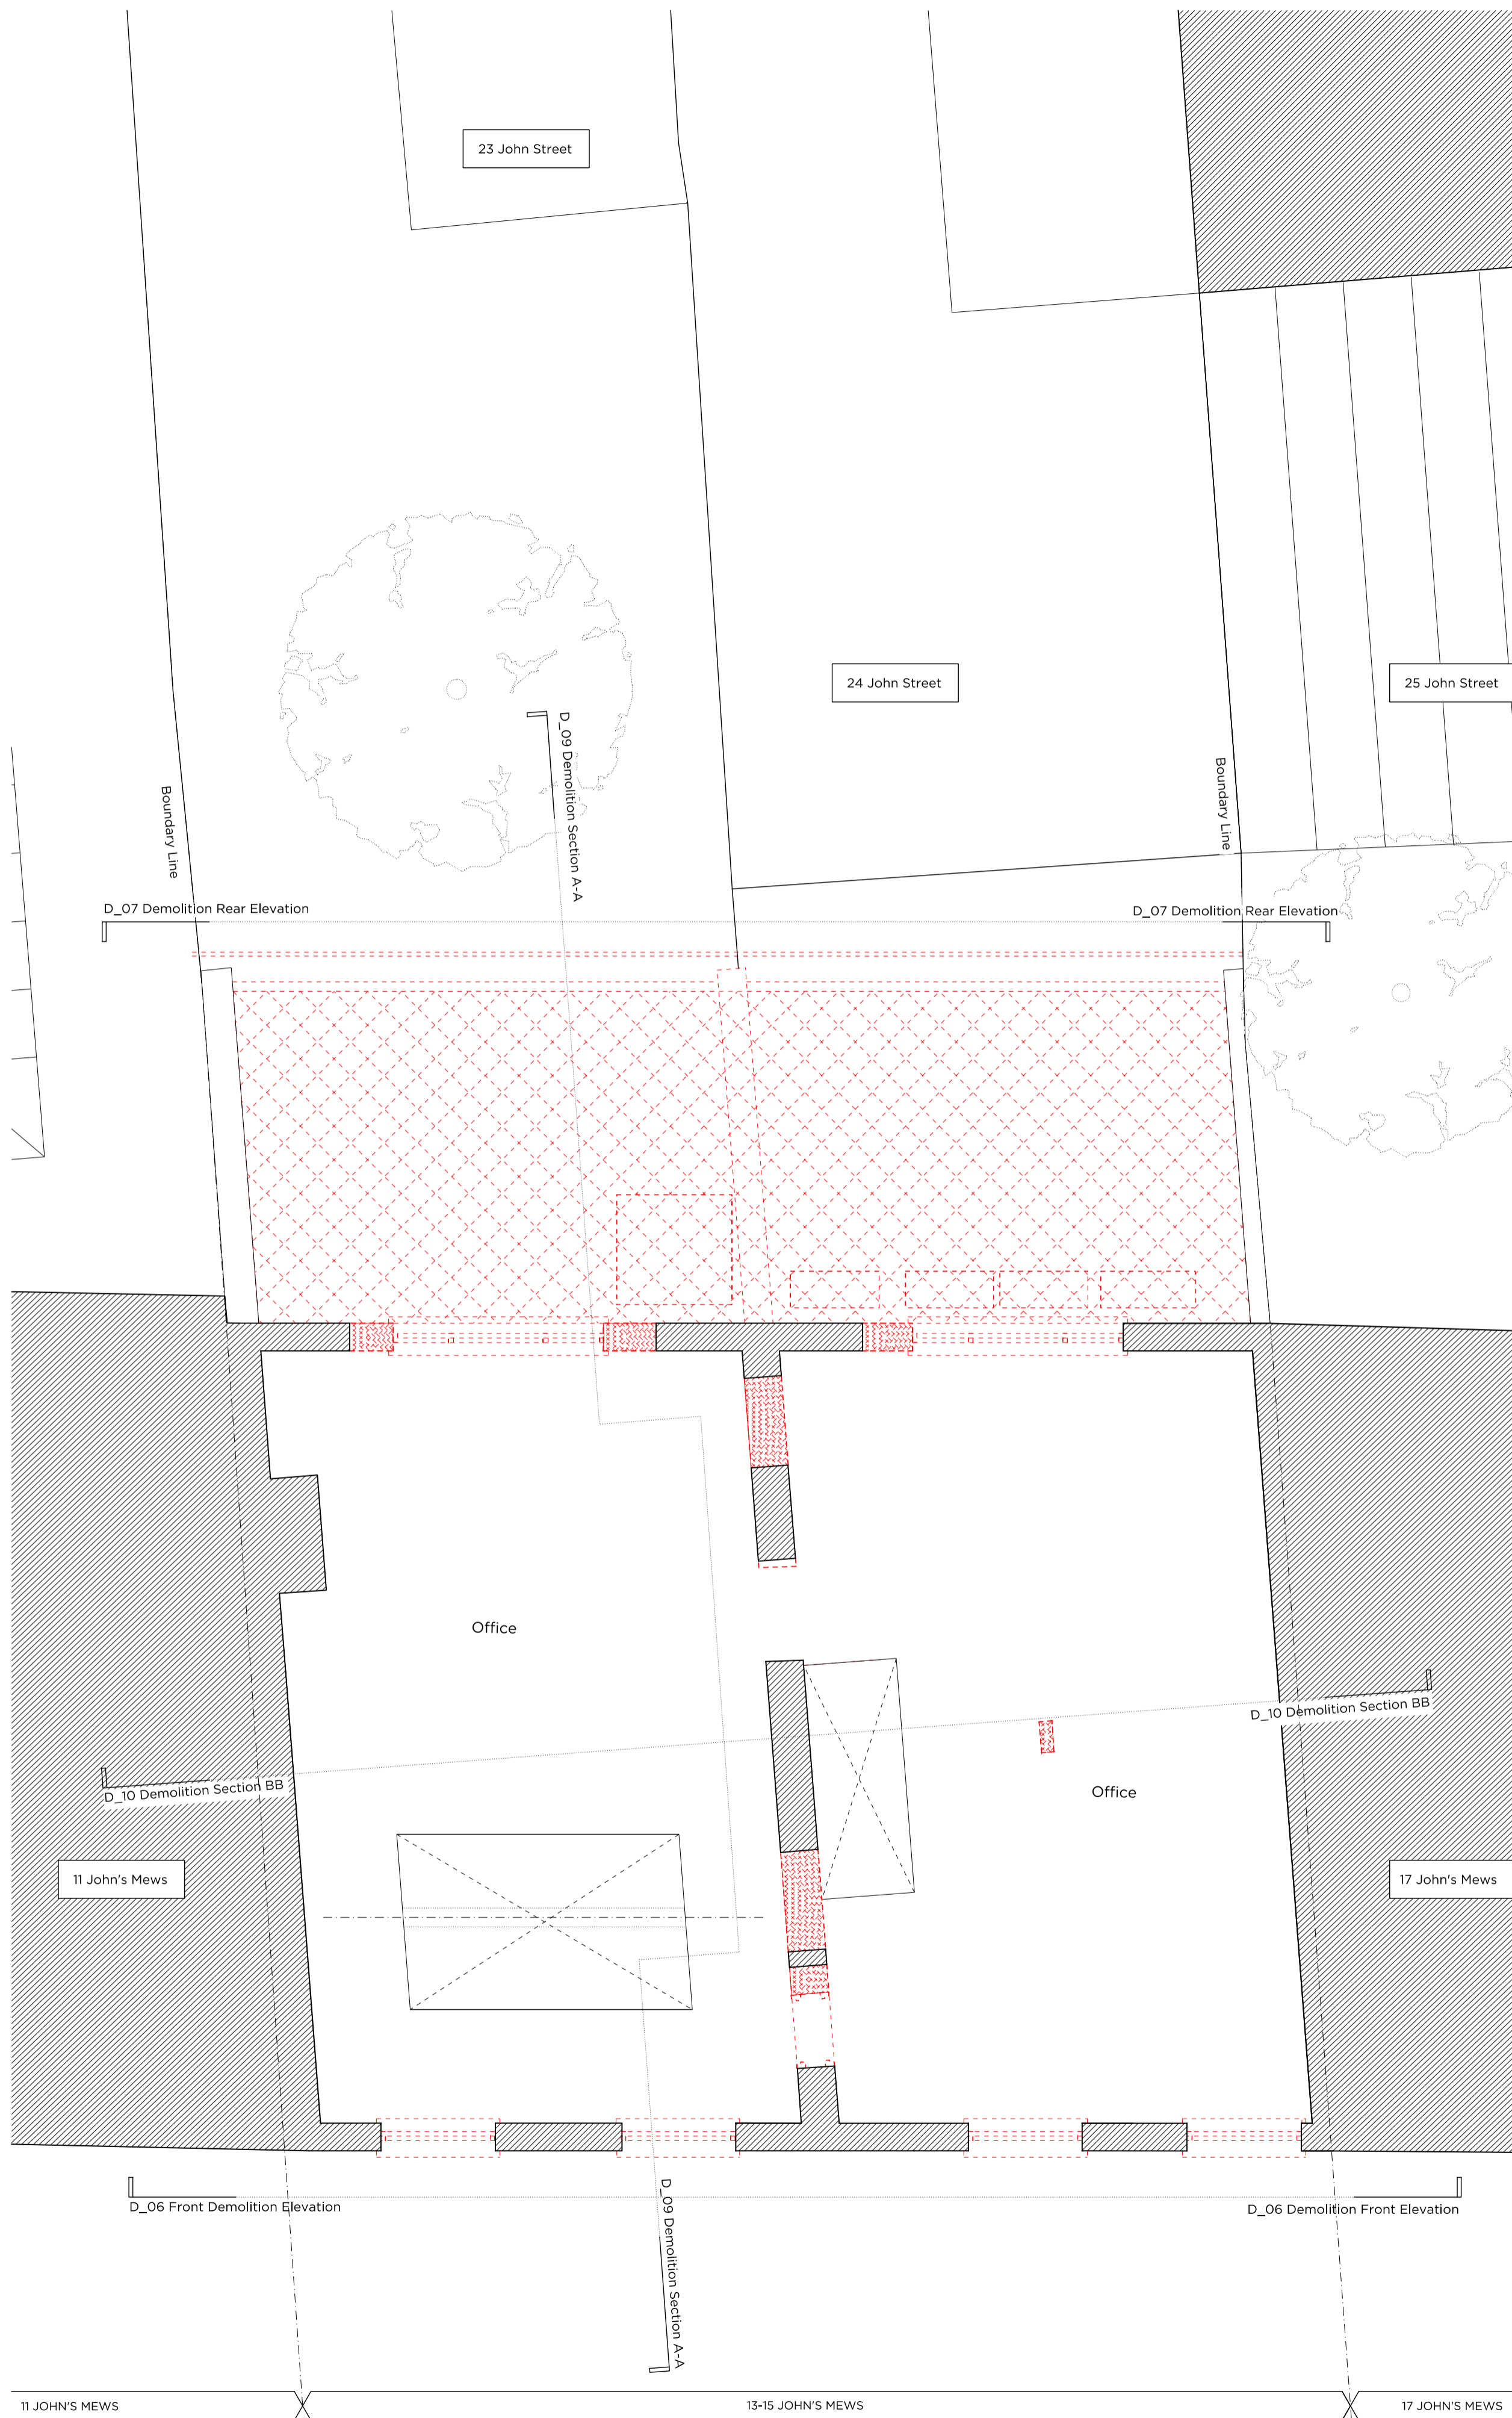 23 John Street
24 John Street
25 John Street
D_09 Demolition Section A-A
Boundary Line
Boundary Line
D_07 Demolition Rear Elevation
D_07 Demolition Rear Elevation
Office
D_10 Demolition Section BB
D_10 Demolition Section BB
Office
11 John's Mews
17 John's Mews
D_06 Front Demolition Elevation
D_06 Demolition Front Elevation
D_09 Demolition Section A-A
11 JOHN'S MEWS
13-15 JOHN'S MEWS
17 JOHN'S MEWS